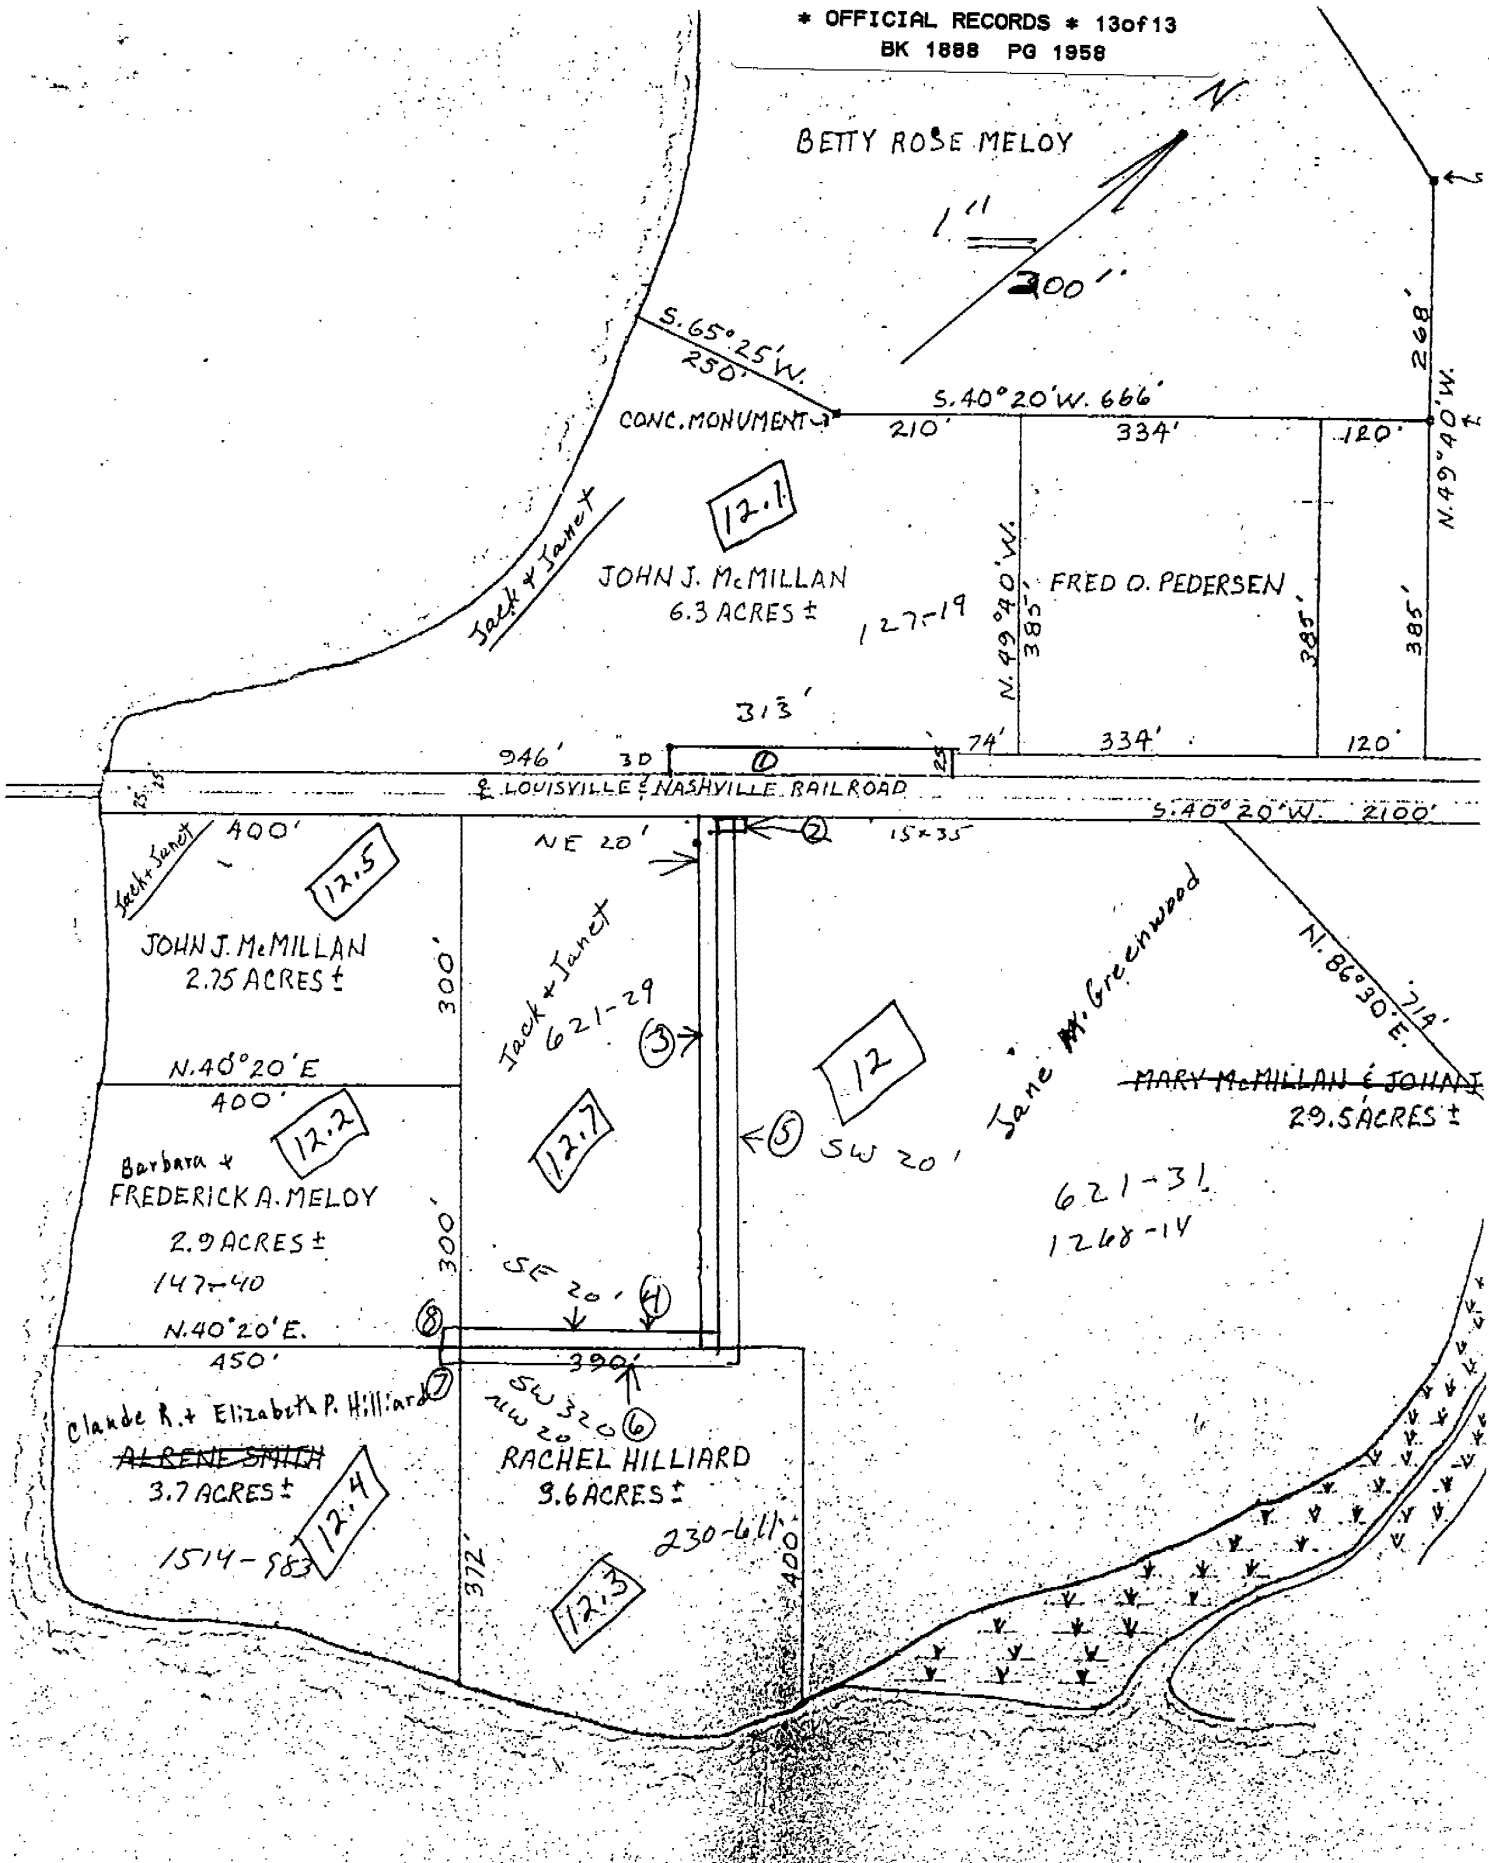 * OFFICIAL RECORDS * 13of13
BK 1888 PG 1958
N
BETTY ROSE MELOY
1"
200'
S.65°25'W.
250'
268'
N.49°40'W.
S.40°20'W. 666'
CONC. MONUMENT
210'
334'
120'
12.1
Jack & Janet
JOHN J. McMILLAN
6.3 ACRES ±
127-19
N.49°40'W.
385'
FRED O. PEDERSEN
385'
385'
313'
946'
30
1
25'
74'
334'
120'
25'
25'
℄ LOUISVILLE & NASHVILLE RAILROAD
S.40°20'W. 2100'
400'
NE 20'
2
15x35
Jack & Janet
12.5
JOHN J. McMILLAN
2.75 ACRES ±
300'
Jack & Janet
621-29
3
12
Jane M. Greenwood
N.86°30'E.
714'
MARY McMILLAN & JOHN J
29.5 ACRES ±
N.40°20'E
400'
12.2
12.7
5
SW 20'
Barbara &
FREDERICK A. MELOY
2.9 ACRES ±
147-40
300'
621-31
1268-14
SE 20'
4
8
N.40°20'E.
450'
390'
7
SW 320
NW 20
6
Claude R. + Elizabeth P. Hilliard
ALRENE SMITH
3.7 ACRES ±
12.4
1514-983
RACHEL HILLIARD
3.6 ACRES ±
230-611
372'
400'
12.3